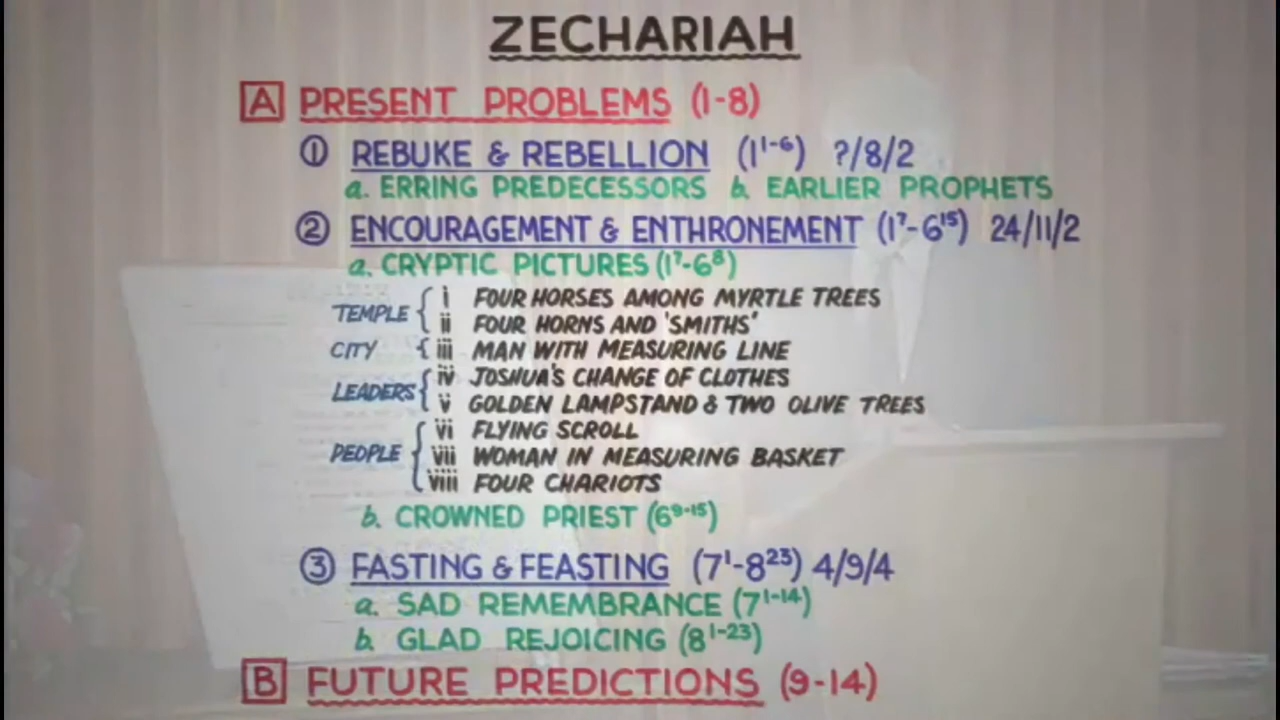 ZECHARIAH
A PRESENT PROBLEMS (1-8)
① REBUKE & REBELLION (1¹⁻⁶) ?/8/2
a. ERRING PREDECESSORS b. EARLIER PROPHETS
② ENCOURAGEMENT & ENTHRONEMENT (1⁷-6¹⁵) 24/11/2
a. CRYPTIC PICTURES (1⁷-6⁸)
TEMPLE { i FOUR HORSES AMONG MYRTLE TREES
ii FOUR HORNS AND 'SMITHS'
CITY { iii MAN WITH MEASURING LINE
LEADERS { iv JOSHUA'S CHANGE OF CLOTHES
v GOLDEN LAMPSTAND & TWO OLIVE TREES
PEOPLE { vi FLYING SCROLL
vii WOMAN IN MEASURING BASKET
viii FOUR CHARIOTS
b. CROWNED PRIEST (6⁹⁻¹⁵)
③ FASTING & FEASTING (7¹-8²³) 4/9/4
a. SAD REMEMBRANCE (7¹⁻¹⁴)
b. GLAD REJOICING (8¹⁻²³)
B FUTURE PREDICTIONS (9-14)